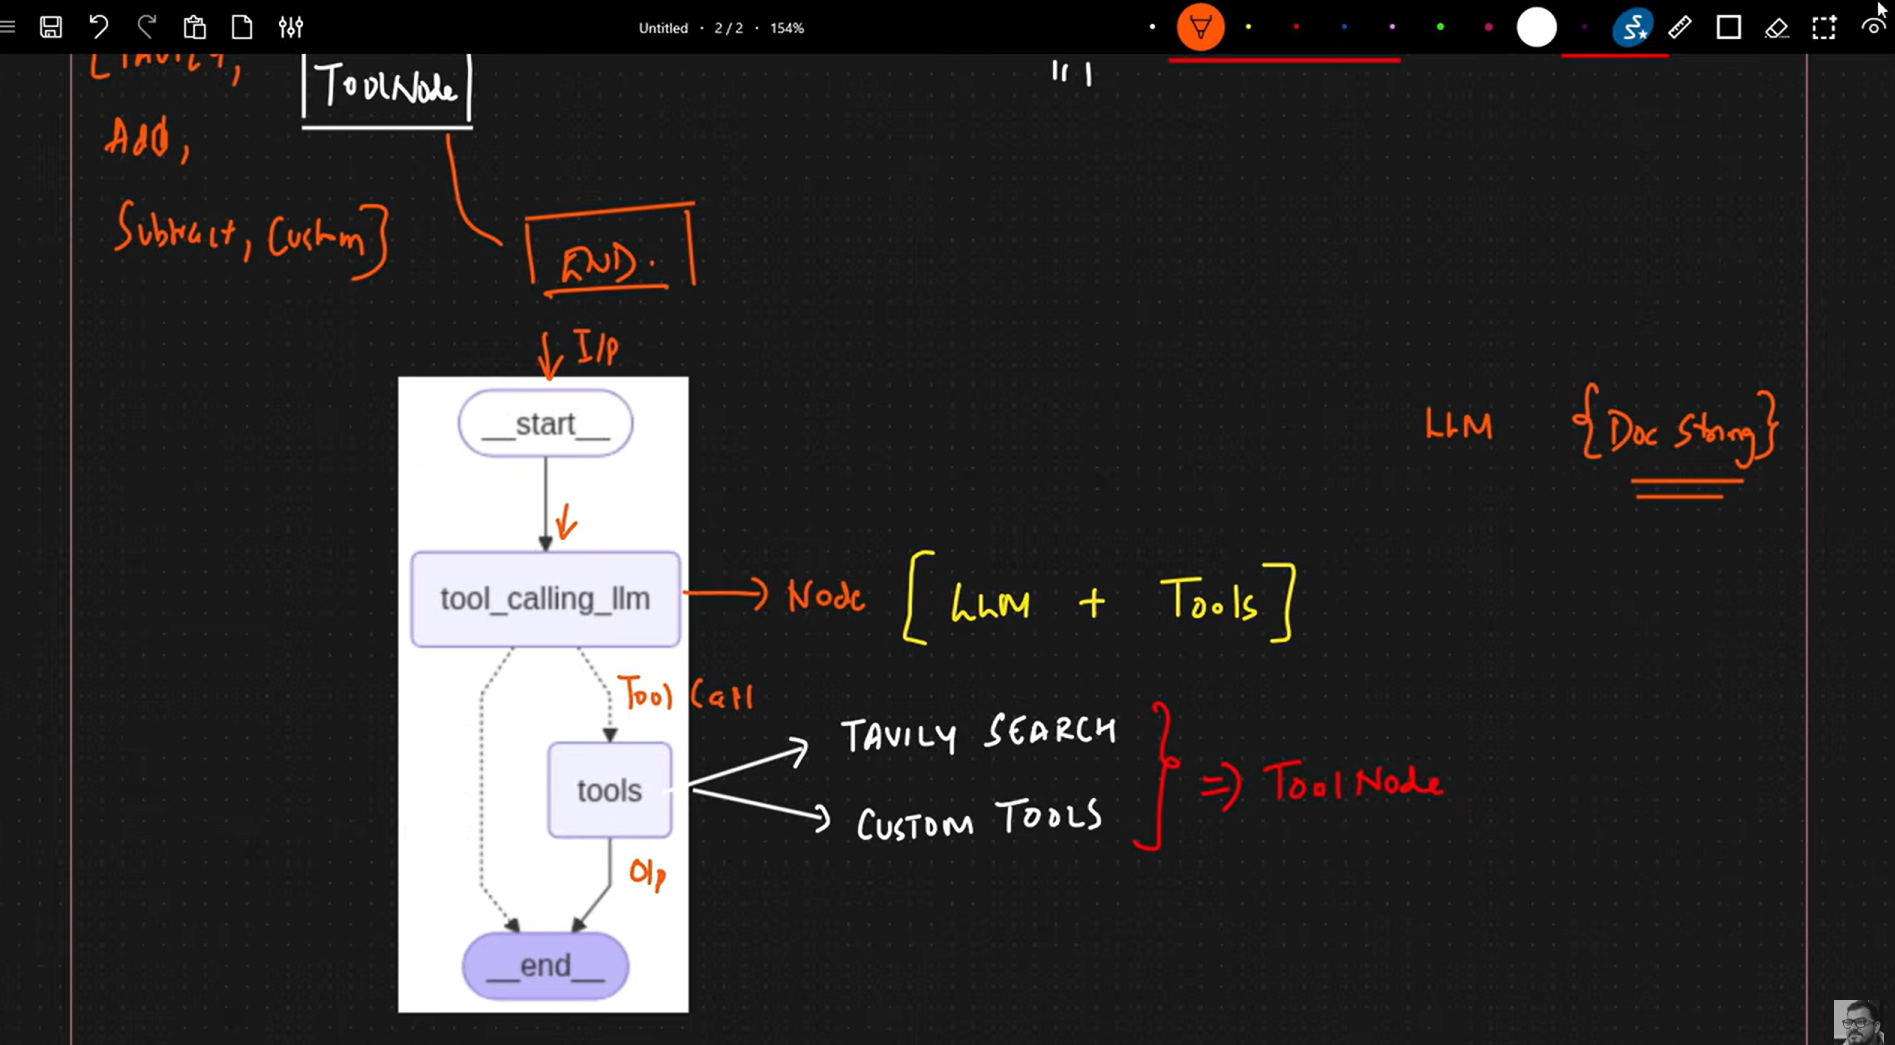 Untitled • 2 / 2 • 154%
ToolNode
Add,
Subtract, Custom}
END.
I/p
__start__
LLM {Doc String}
tool_calling_llm
Node [LLM + Tools]
Tool Call
TAVILY SEARCH
tools
=> ToolNode
CUSTOM TOOLS
O/p
__end__